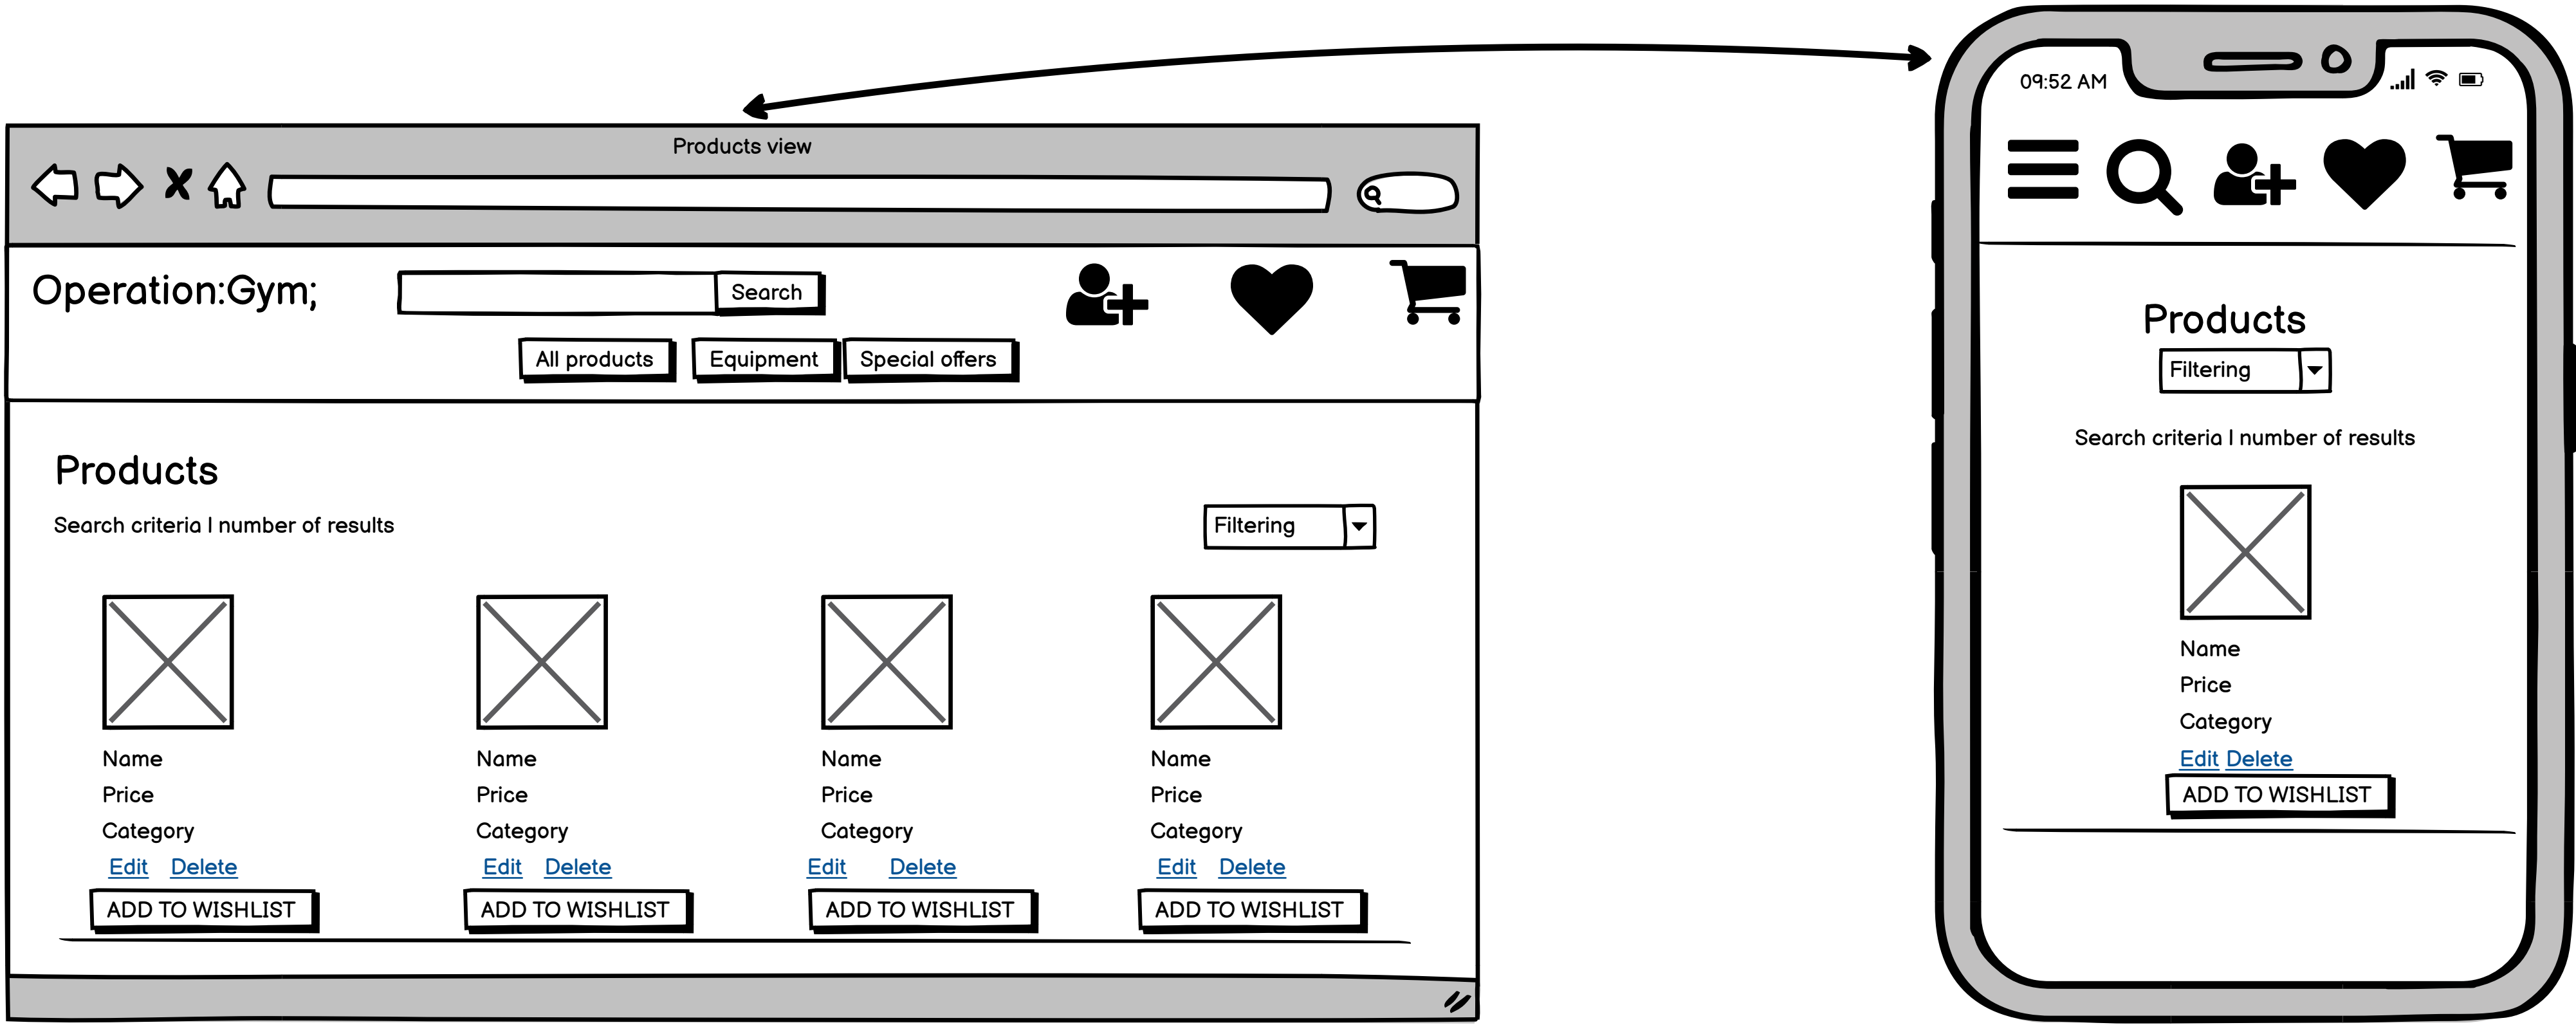 Products view
Operation:Gym;
Search
All products Equipment Special offers
Products
Search criteria | number of results
Filtering
Name Name Name Name
Price Price Price Price
Category Category Category Category
Edit Delete Edit Delete Edit Delete Edit Delete
ADD TO WISHLIST ADD TO WISHLIST ADD TO WISHLIST ADD TO WISHLIST
09:52 AM
Products
Filtering
Search criteria | number of results
Name
Price
Category
Edit Delete
ADD TO WISHLIST